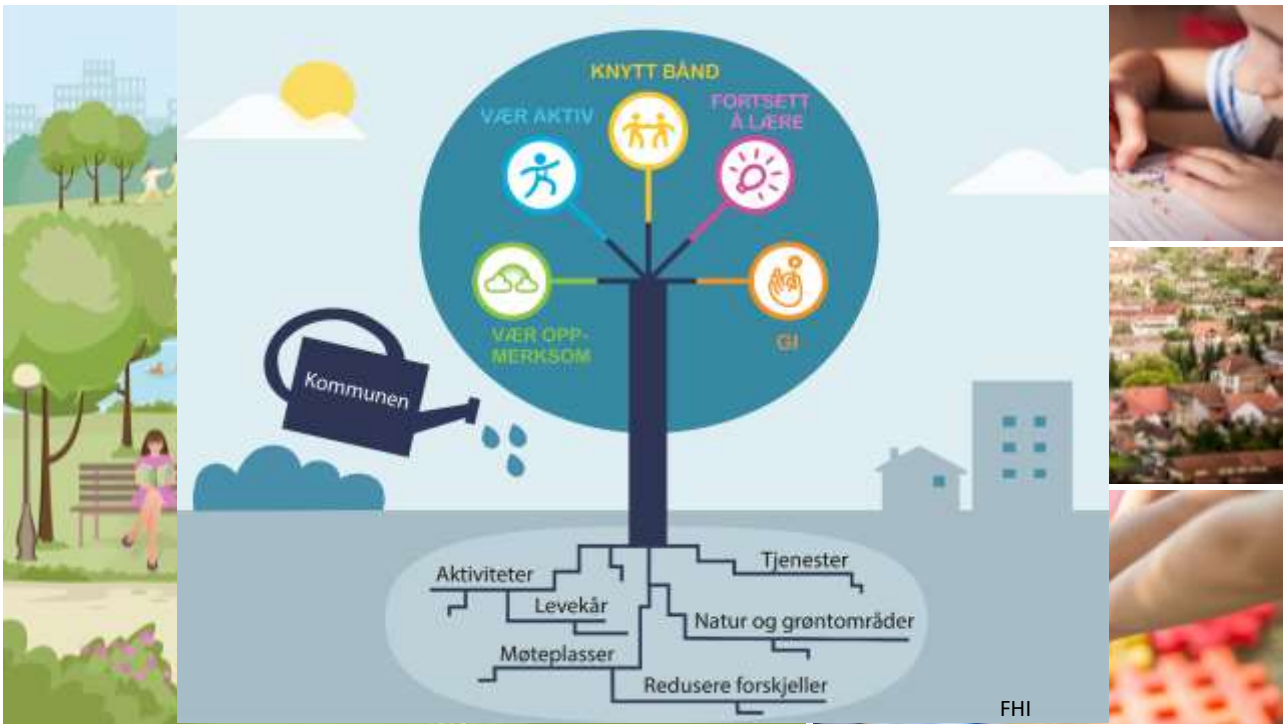 KNYTT BÅND
VÆR AKTIV
FORTSETT
Å LÆRE
VÆR OPP-
MERKSOM
GI
Kommunen
Aktiviteter
Tjenester
Levekår
Natur og grøntområder
Møteplasser
Redusere forskjeller
FHI